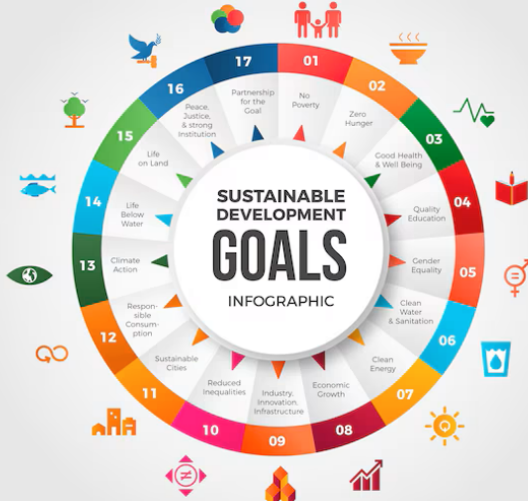 SUSTAINABLE
DEVELOPMENT
GOALS
INFOGRAPHIC
01
No
Poverty
02
Zero
Hunger
03
Good Health
& Well Being
04
Quality
Education
05
Gender
Equality
06
Clean
Water
& Sanitation
07
Clean
Energy
08
Economic
Growth
09
Industry,
Innovation,
Infrastructure
10
Reduced
Inequalities
11
Sustainable
Cities
12
Respon-
sible
Consum-
ption
13
Climate
Action
14
Life
Below
Water
15
Life
on Land
16
Peace,
Justice,
& strong
Institution
17
Partnership
for the
Goal